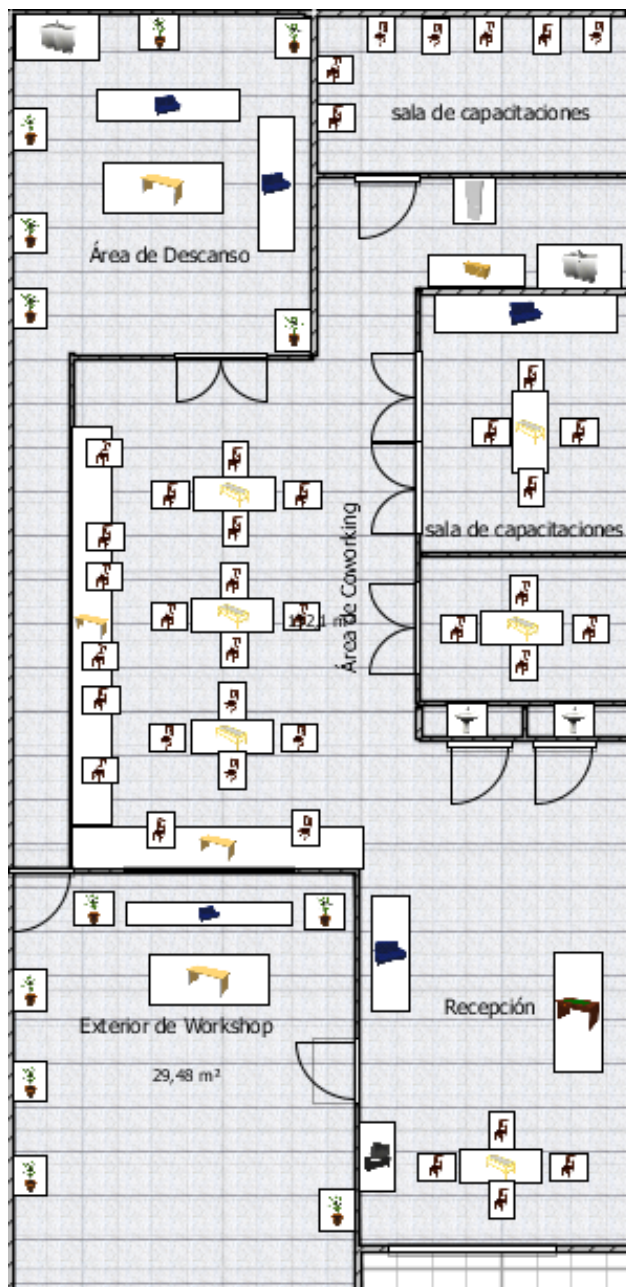 sala de capacitaciones
Área de Descanso
sala de capacitaciones
Área de Coworking
Exterior de Workshop
29,48 m²
Recepción